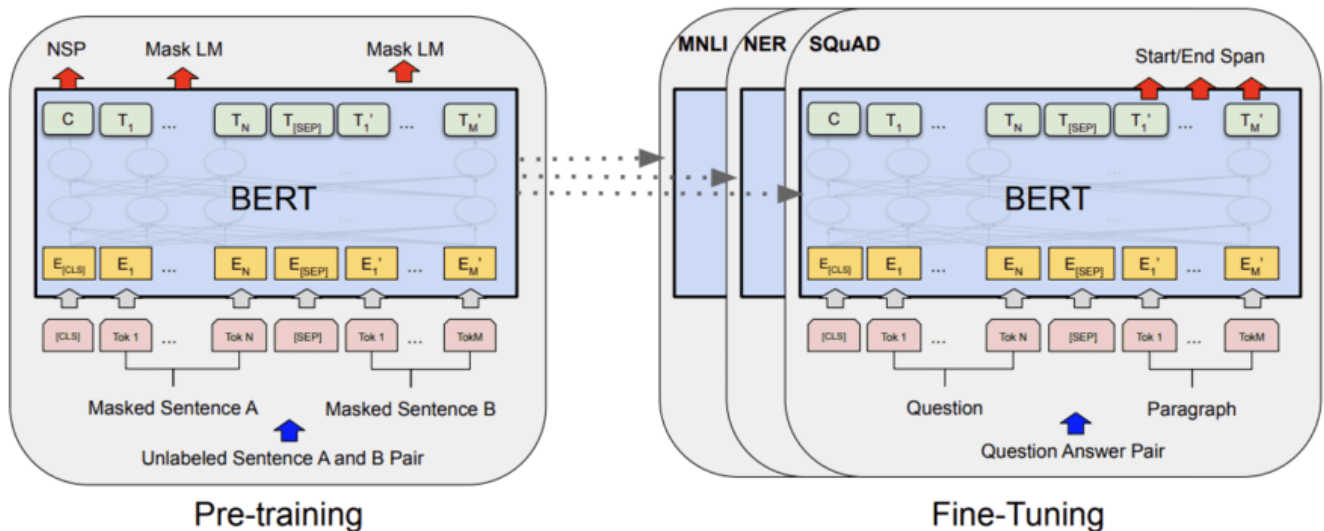 NSP Mask LM Mask LM
C T1 ... TN T[SEP] T1' ... TM'
...
BERT
...
E[CLS] E1 ... EN E[SEP] E1' ... EM'
[CLS] Tok 1 ... Tok N [SEP] Tok 1 ... TokM
Masked Sentence A Masked Sentence B
Unlabeled Sentence A and B Pair
Pre-training
MNLI NER SQuAD
Start/End Span
C T1 ... TN T[SEP] T1' ... TM'
...
BERT
...
E[CLS] E1 ... EN E[SEP] E1' ... EM'
[CLS] Tok 1 ... Tok N [SEP] Tok 1 ... TokM
Question Paragraph
Question Answer Pair
Fine-Tuning